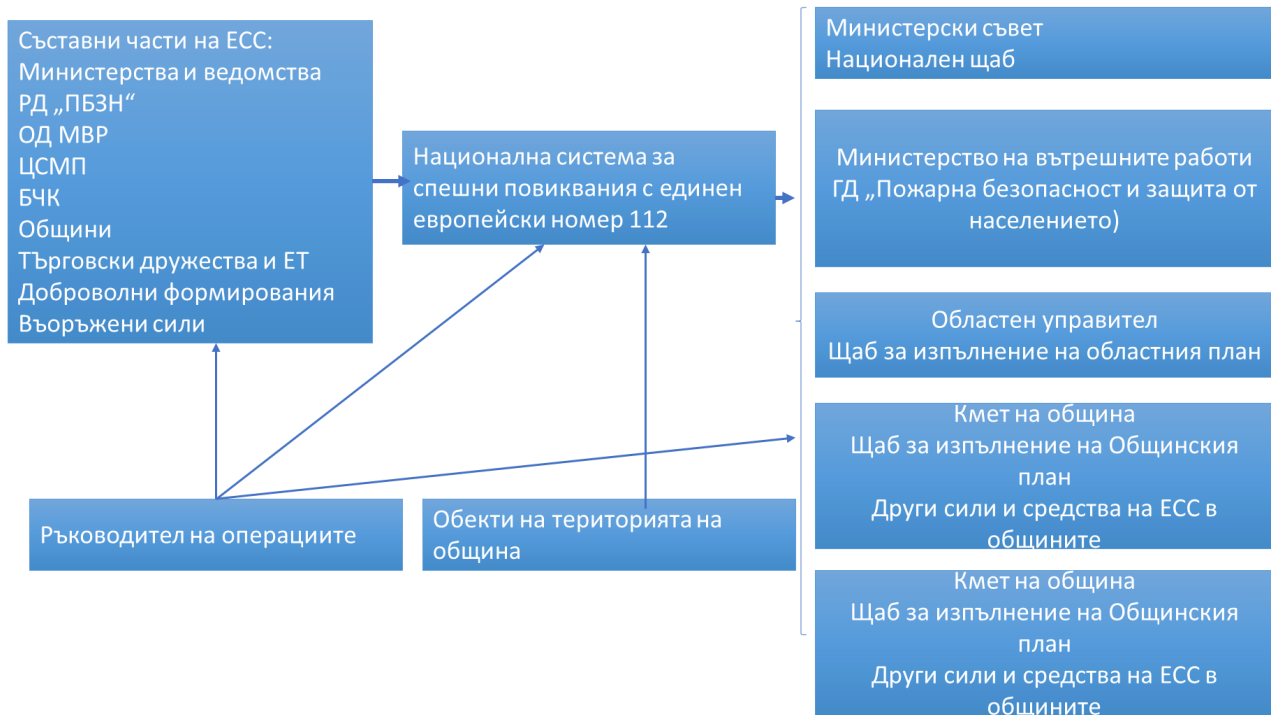 Съставни части на ЕСС:
Министерства и ведомства
РД „ПБЗН“
ОД МВР
ЦСМП
БЧК
Общини
Търговски дружества и ЕТ
Доброволни формирования
Въоръжени сили
Национална система за
спешни повиквания с единен
европейски номер 112
Ръководител на операциите
Обекти на територията на
община
Министерски съвет
Национален щаб
Министерство на вътрешните работи
ГД „Пожарна безопасност и защита от
населението)
Областен управител
Щаб за изпълнение на областния план
Кмет на община
Щаб за изпълнение на Общинския
план
Други сили и средства на ЕСС в
общините
Кмет на община
Щаб за изпълнение на Общинския
план
Други сили и средства на ЕСС в
общините